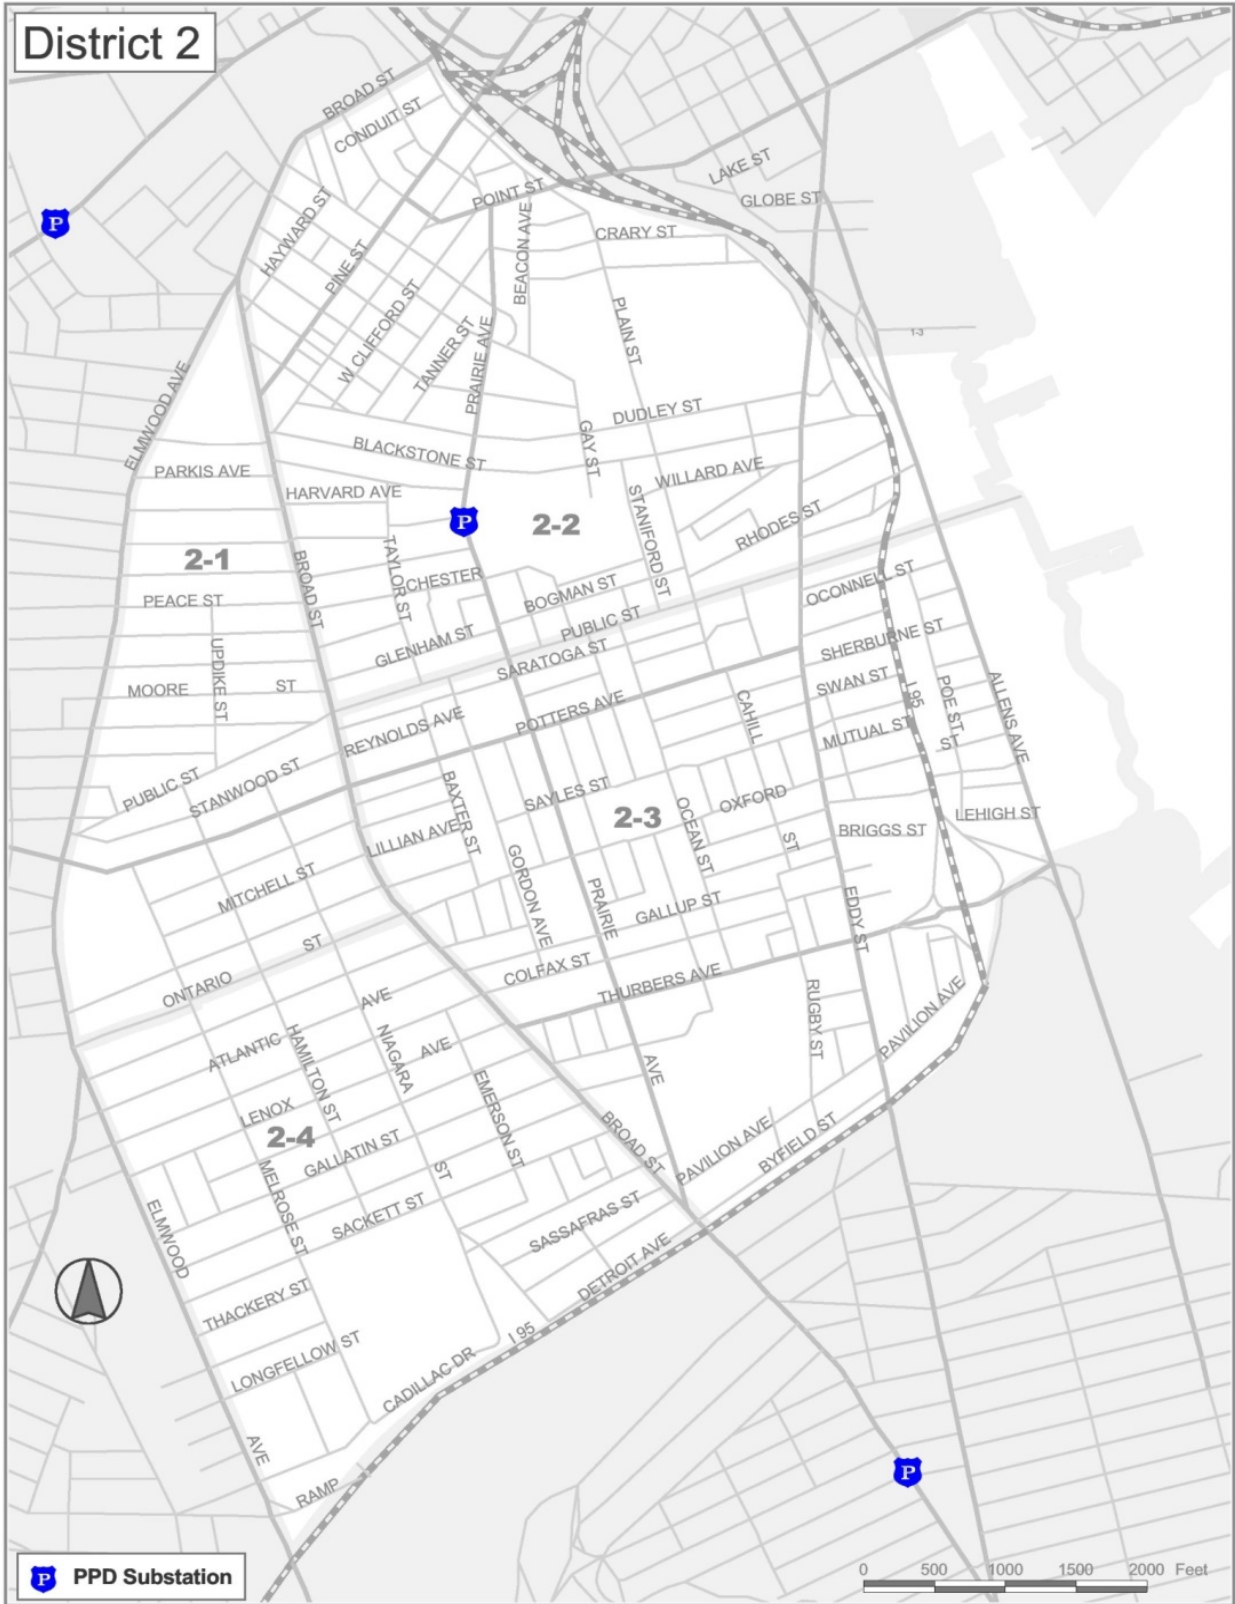 District 2
BROAD ST
CONDUIT ST
LAKE ST
GLOBE ST
POINT ST
HAYWARD ST
PINE ST
BEACON AVE
CRARY ST
P
W CLIFFORD ST
TANNER ST
PRAIRIE AVE
PLAIN ST
1-3
ELMWOOD AVE
DUDLEY ST
BLACKSTONE ST
GAY ST
PARKIS AVE
HARVARD AVE
WILLARD AVE
STANIFORD ST
RHODES ST
P
2-2
2-1
BROAD ST
TAYLOR ST
CHESTER
BOGMAN ST
OCONNELL ST
PEACE ST
PUBLIC ST
GLENHAM ST
SARATOGA ST
SHERBURNE ST
UPDIKE ST
MOORE
ST
SWAN ST
I 95
POE ST
ALLENS AVE
REYNOLDS AVE
POTTERS AVE
CAHILL
MUTUAL ST
ST
PUBLIC ST
STANWOOD ST
BAXTER ST
SAYLES ST
2-3
OCEAN ST
OXFORD
ST
LEHIGH ST
BRIGGS ST
LILLIAN AVE
MITCHELL ST
GORDON AVE
PRAIRIE
GALLUP ST
EDDY ST
ST
ONTARIO
COLFAX ST
THURBERS AVE
AVE
RUGBY ST
PAVILION AVE
ATLANTIC
HAMILTON ST
NIAGARA
AVE
EMERSON ST
AVE
LENOX
2-4
GALLATIN ST
BROAD ST
PAVILION AVE
BYFIELD ST
MELROSE ST
ST
SACKETT ST
SASSAFRAS ST
ELMWOOD
DETROIT AVE
THACKERY ST
I 95
LONGFELLOW ST
CADILLAC DR
AVE
RAMP
P
P PPD Substation
0 500 1000 1500 2000 Feet